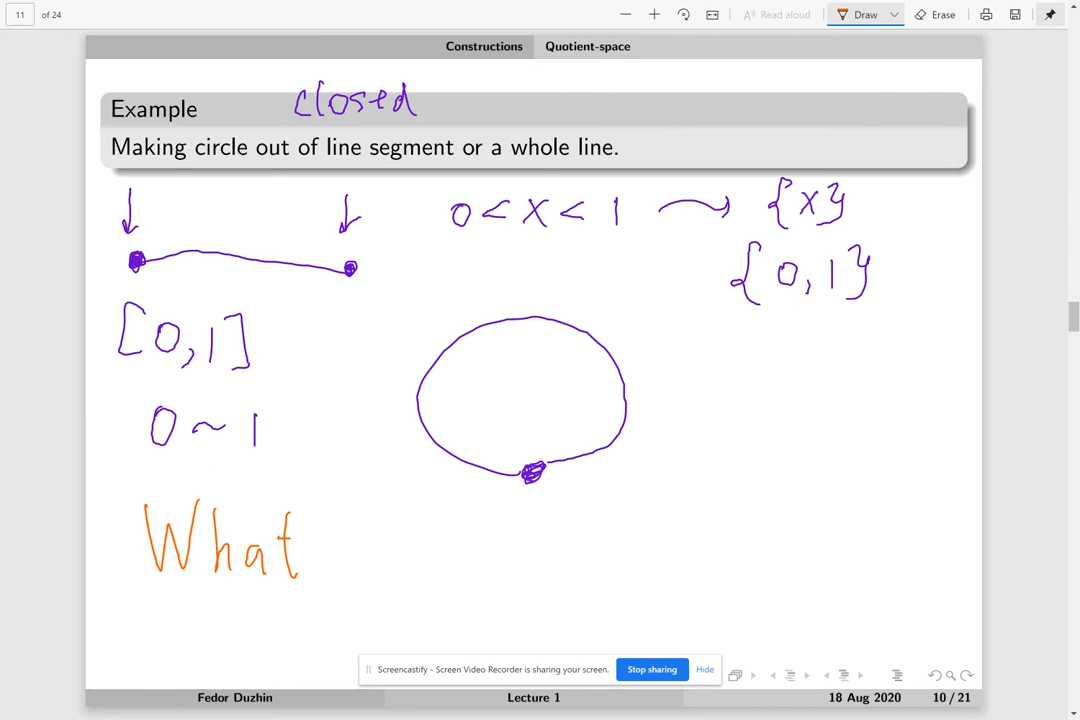 11 of 24 Read aloud Draw Erase
Constructions Quotient-space
closed
Example
Making circle out of line segment or a whole line.
0 < x < 1 → {x}
{0,1}
[0,1]
0 ~ 1
What
Screencastify - Screen Video Recorder is sharing your screen. Stop sharing Hide
Fedor Duzhin Lecture 1 18 Aug 2020 10 / 21